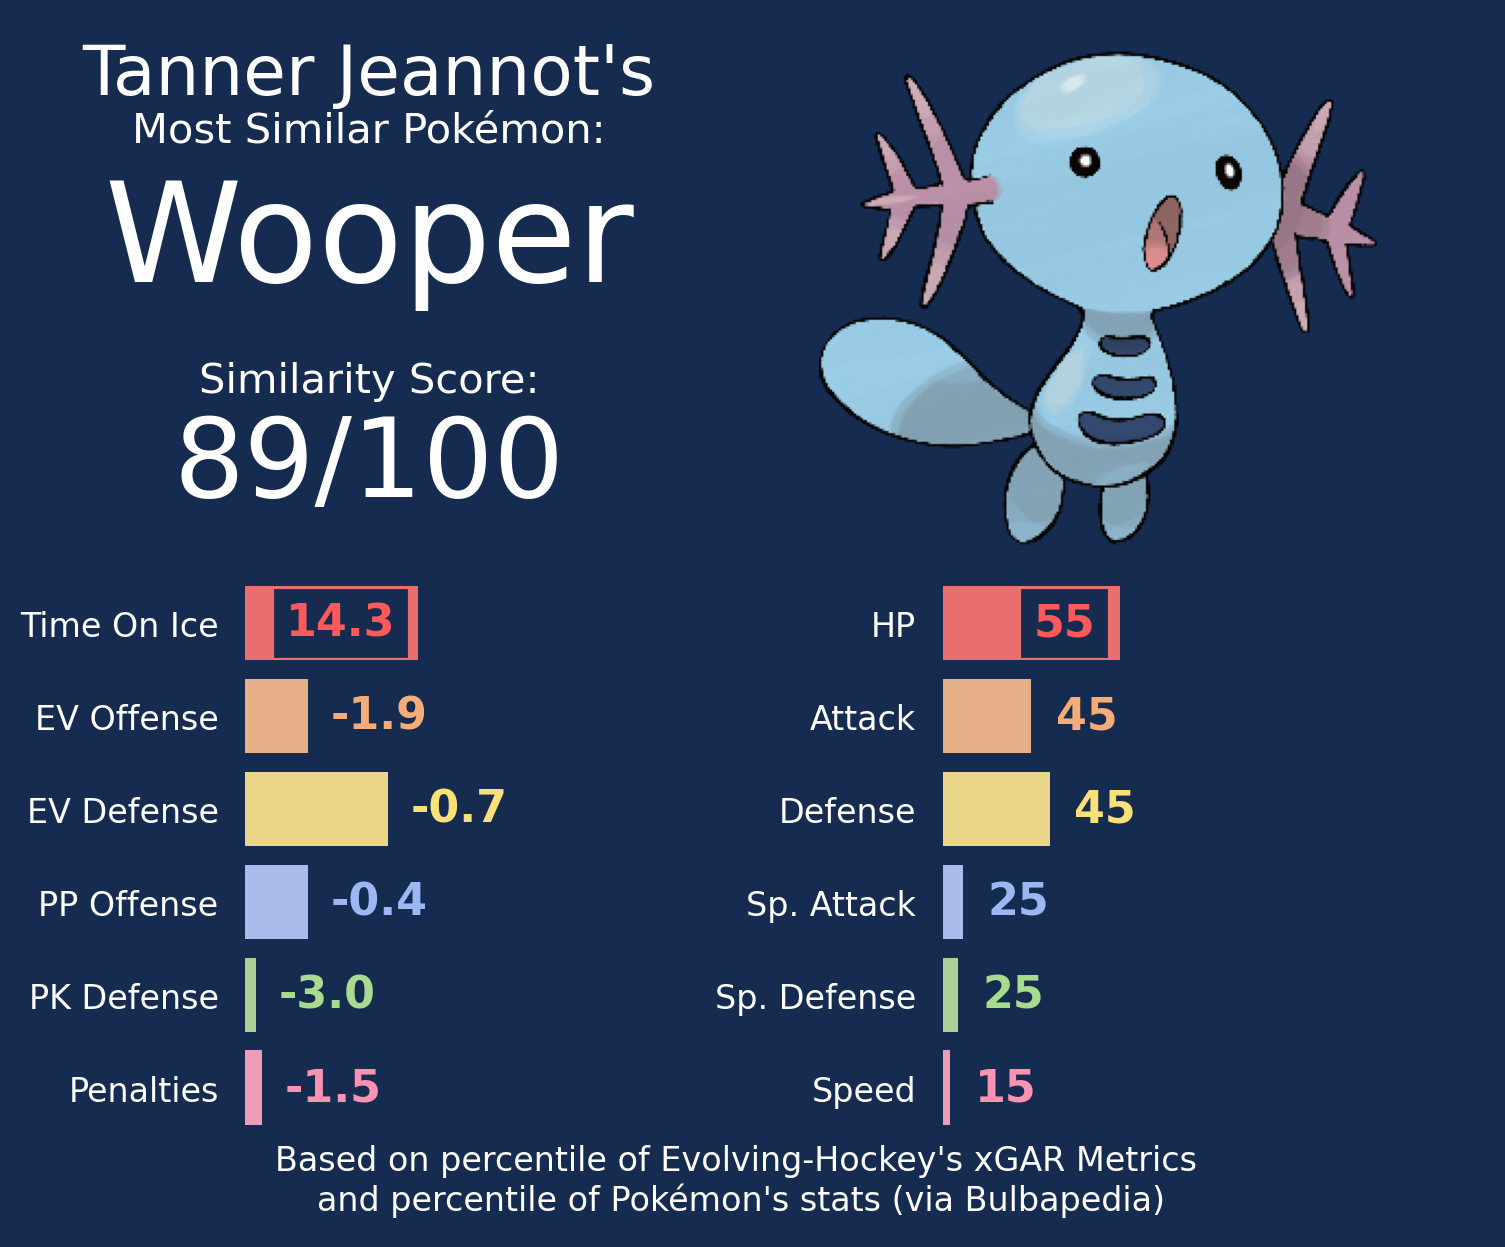 Tanner Jeannot's
Most Similar Pokémon:
Wooper
Similarity Score:
89/100
Time On Ice 14.3
EV Offense -1.9
EV Defense -0.7
PP Offense -0.4
PK Defense -3.0
Penalties -1.5
HP 55
Attack 45
Defense 45
Sp. Attack 25
Sp. Defense 25
Speed 15
Based on percentile of Evolving-Hockey's xGAR Metrics
and percentile of Pokémon's stats (via Bulbapedia)